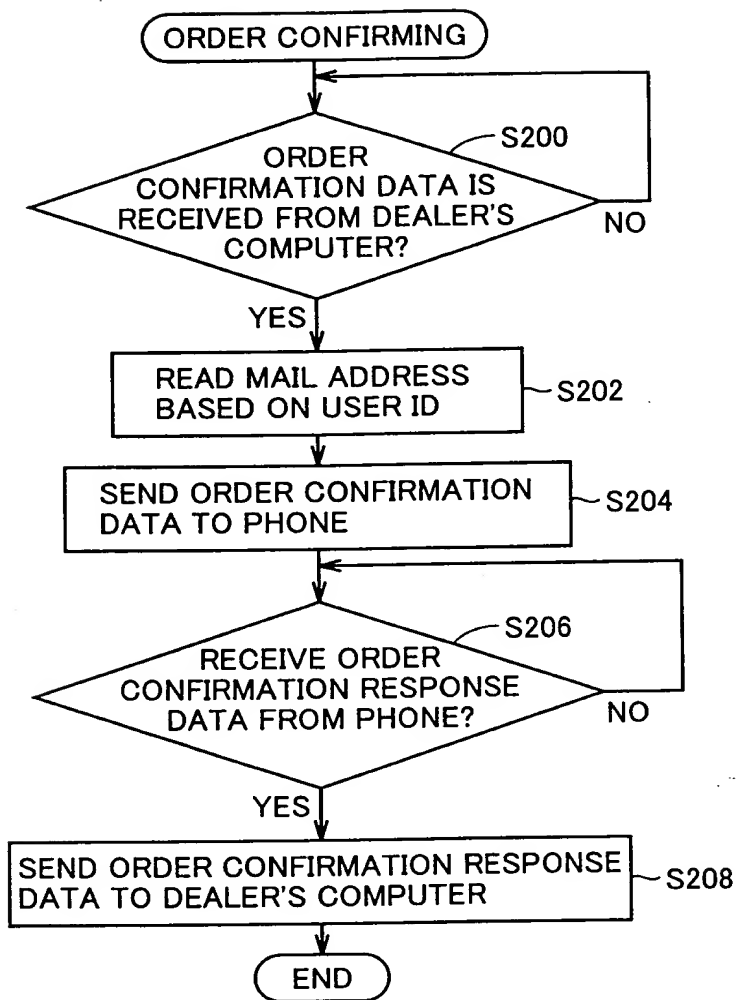 ORDER CONFIRMING
S200
ORDER
CONFIRMATION DATA IS
RECEIVED FROM DEALER'S
COMPUTER?
NO
YES
READ MAIL ADDRESS
BASED ON USER ID
S202
SEND ORDER CONFIRMATION
DATA TO PHONE
S204
S206
RECEIVE ORDER
CONFIRMATION RESPONSE
DATA FROM PHONE?
NO
YES
SEND ORDER CONFIRMATION RESPONSE
DATA TO DEALER'S COMPUTER
S208
END